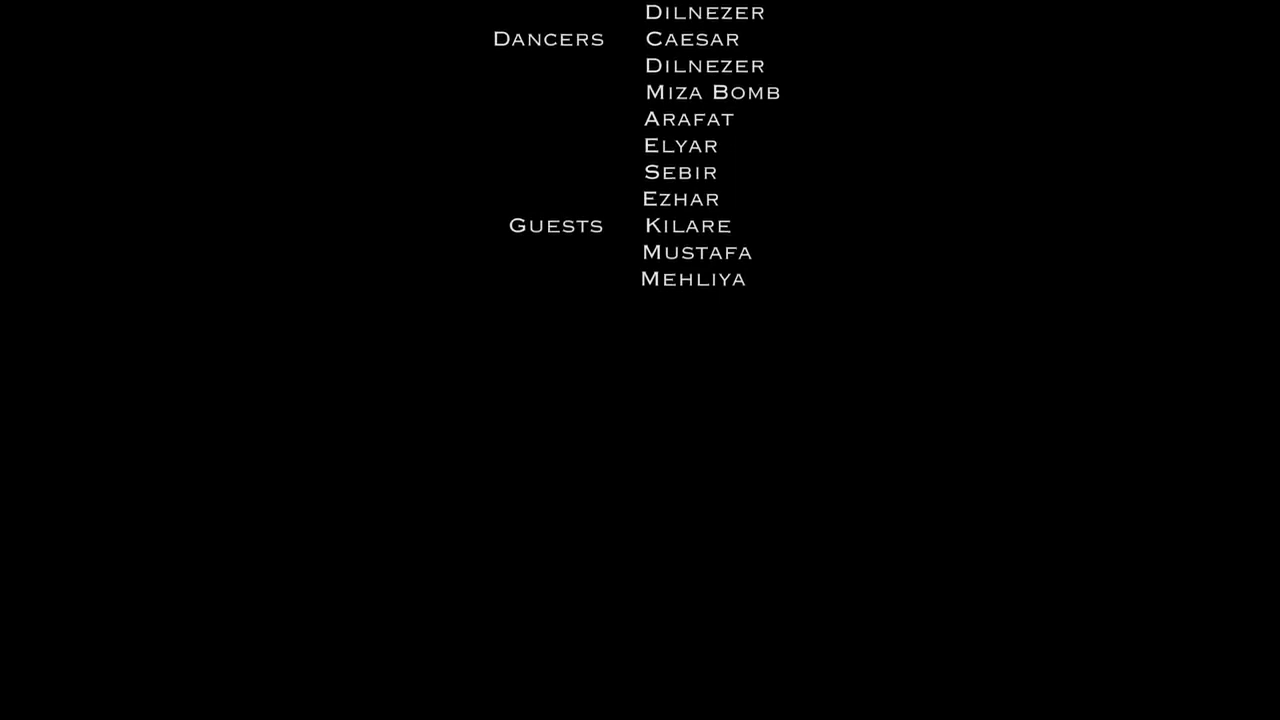 Dilnezer
Dancers Caesar
Dilnezer
Miza Bomb
Arafat
Elyar
Sebir
Ezhar
Guests Kilare
Mustafa
Mehliya